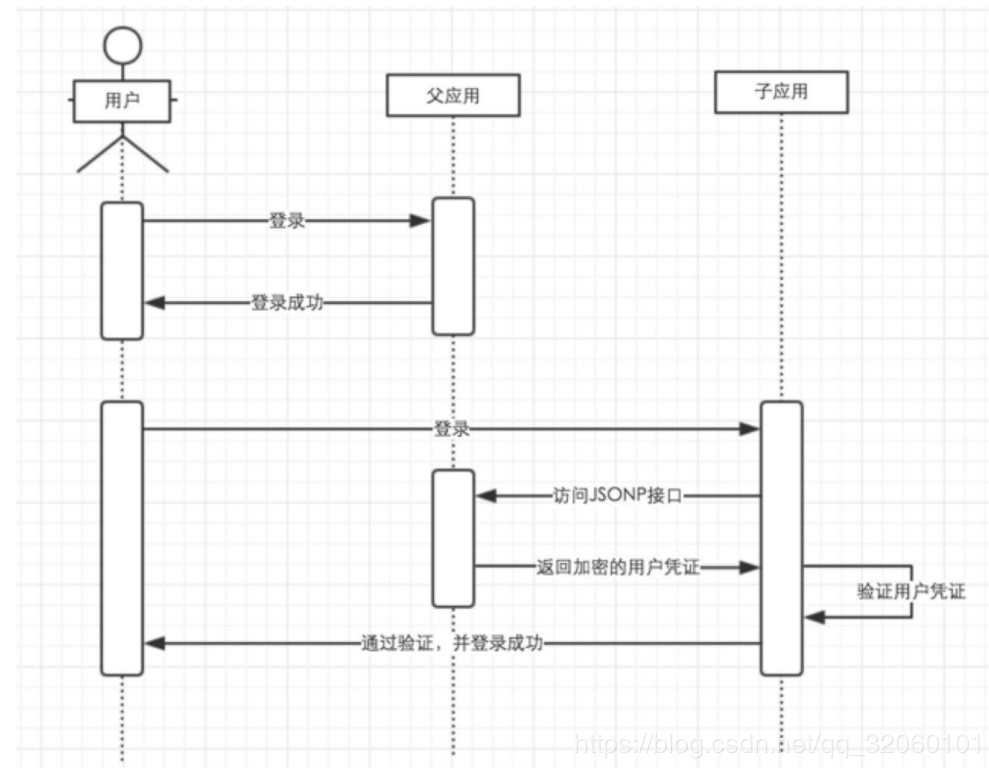 用户
父应用
子应用
登录
登录成功
登录
访问JSONP接口
返回加密的用户凭证
验证用户凭证
通过验证，并登录成功
https://blog.csdn.net/qq_32060101